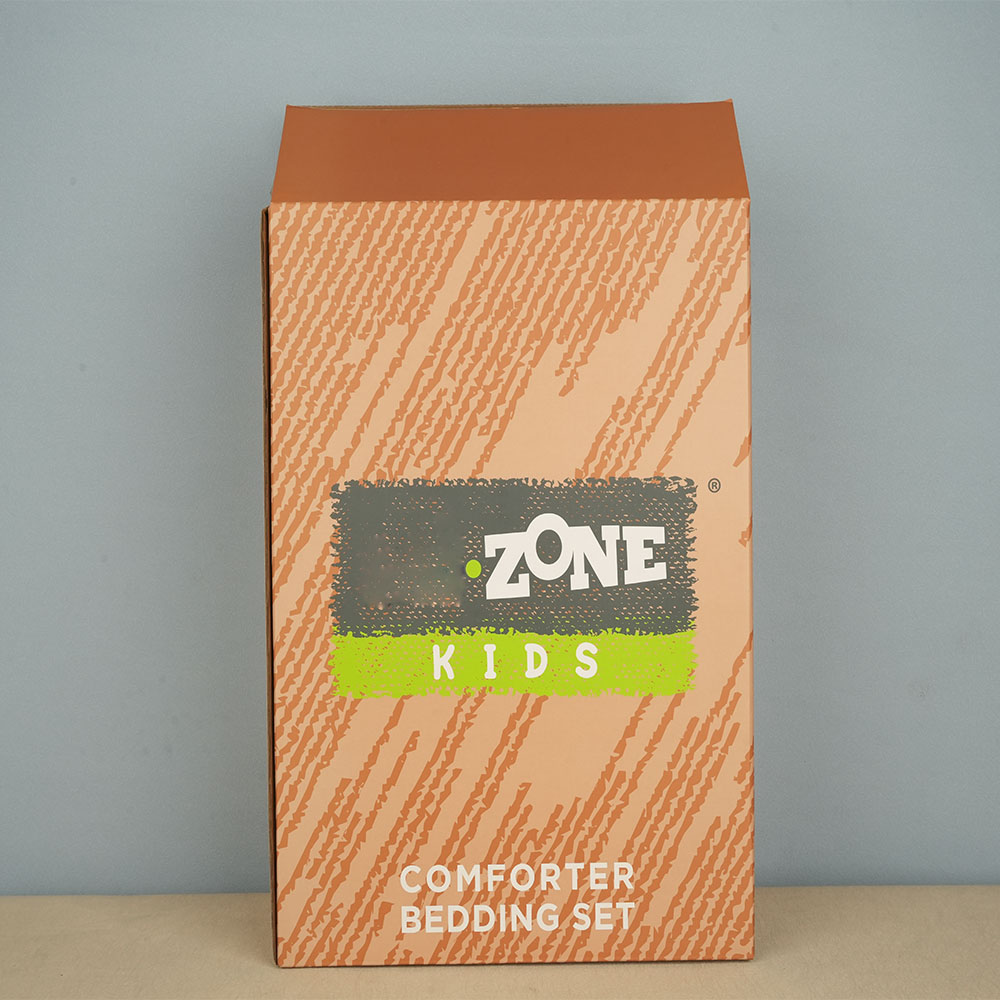 ·ZONE ®
KIDS
COMFORTER
BEDDING SET